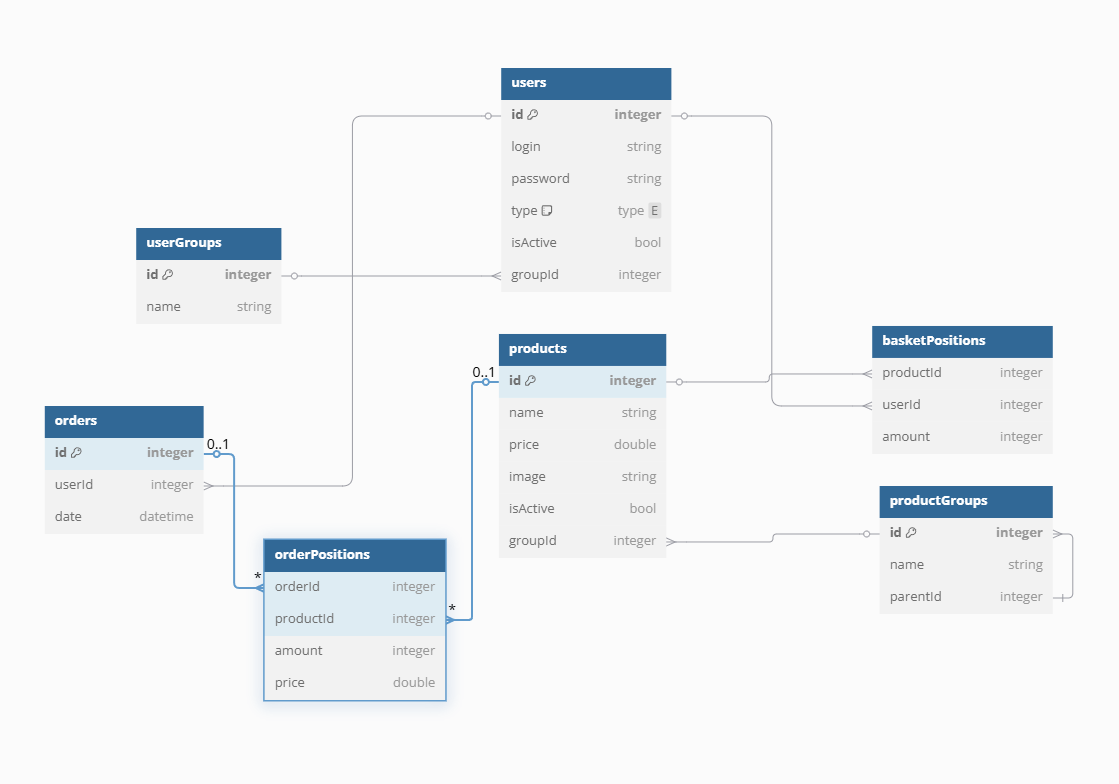 users
id integer
login string
password string
type type E
isActive bool
groupId integer
userGroups
id integer
name string
products
id integer
name string
price double
image string
isActive bool
groupId integer
0..1
basketPositions
productId integer
userId integer
amount integer
orders
id integer
userId integer
date datetime
0..1
productGroups
id integer
name string
parentId integer
orderPositions
orderId integer
productId integer
amount integer
price double
*
*